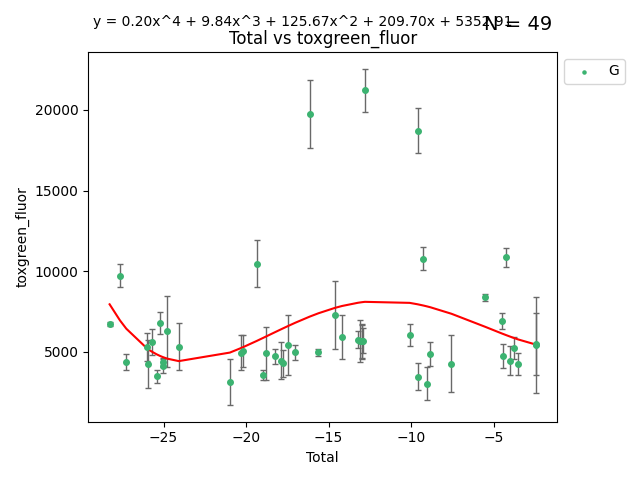 y = 0.20x^4 + 9.84x^3 + 125.67x^2 + 209.70x + 5352.91
N = 49
Total vs toxgreen_fluor
G
toxgreen_fluor
20000
15000
10000
5000
−25
−20
−15
−10
−5
Total